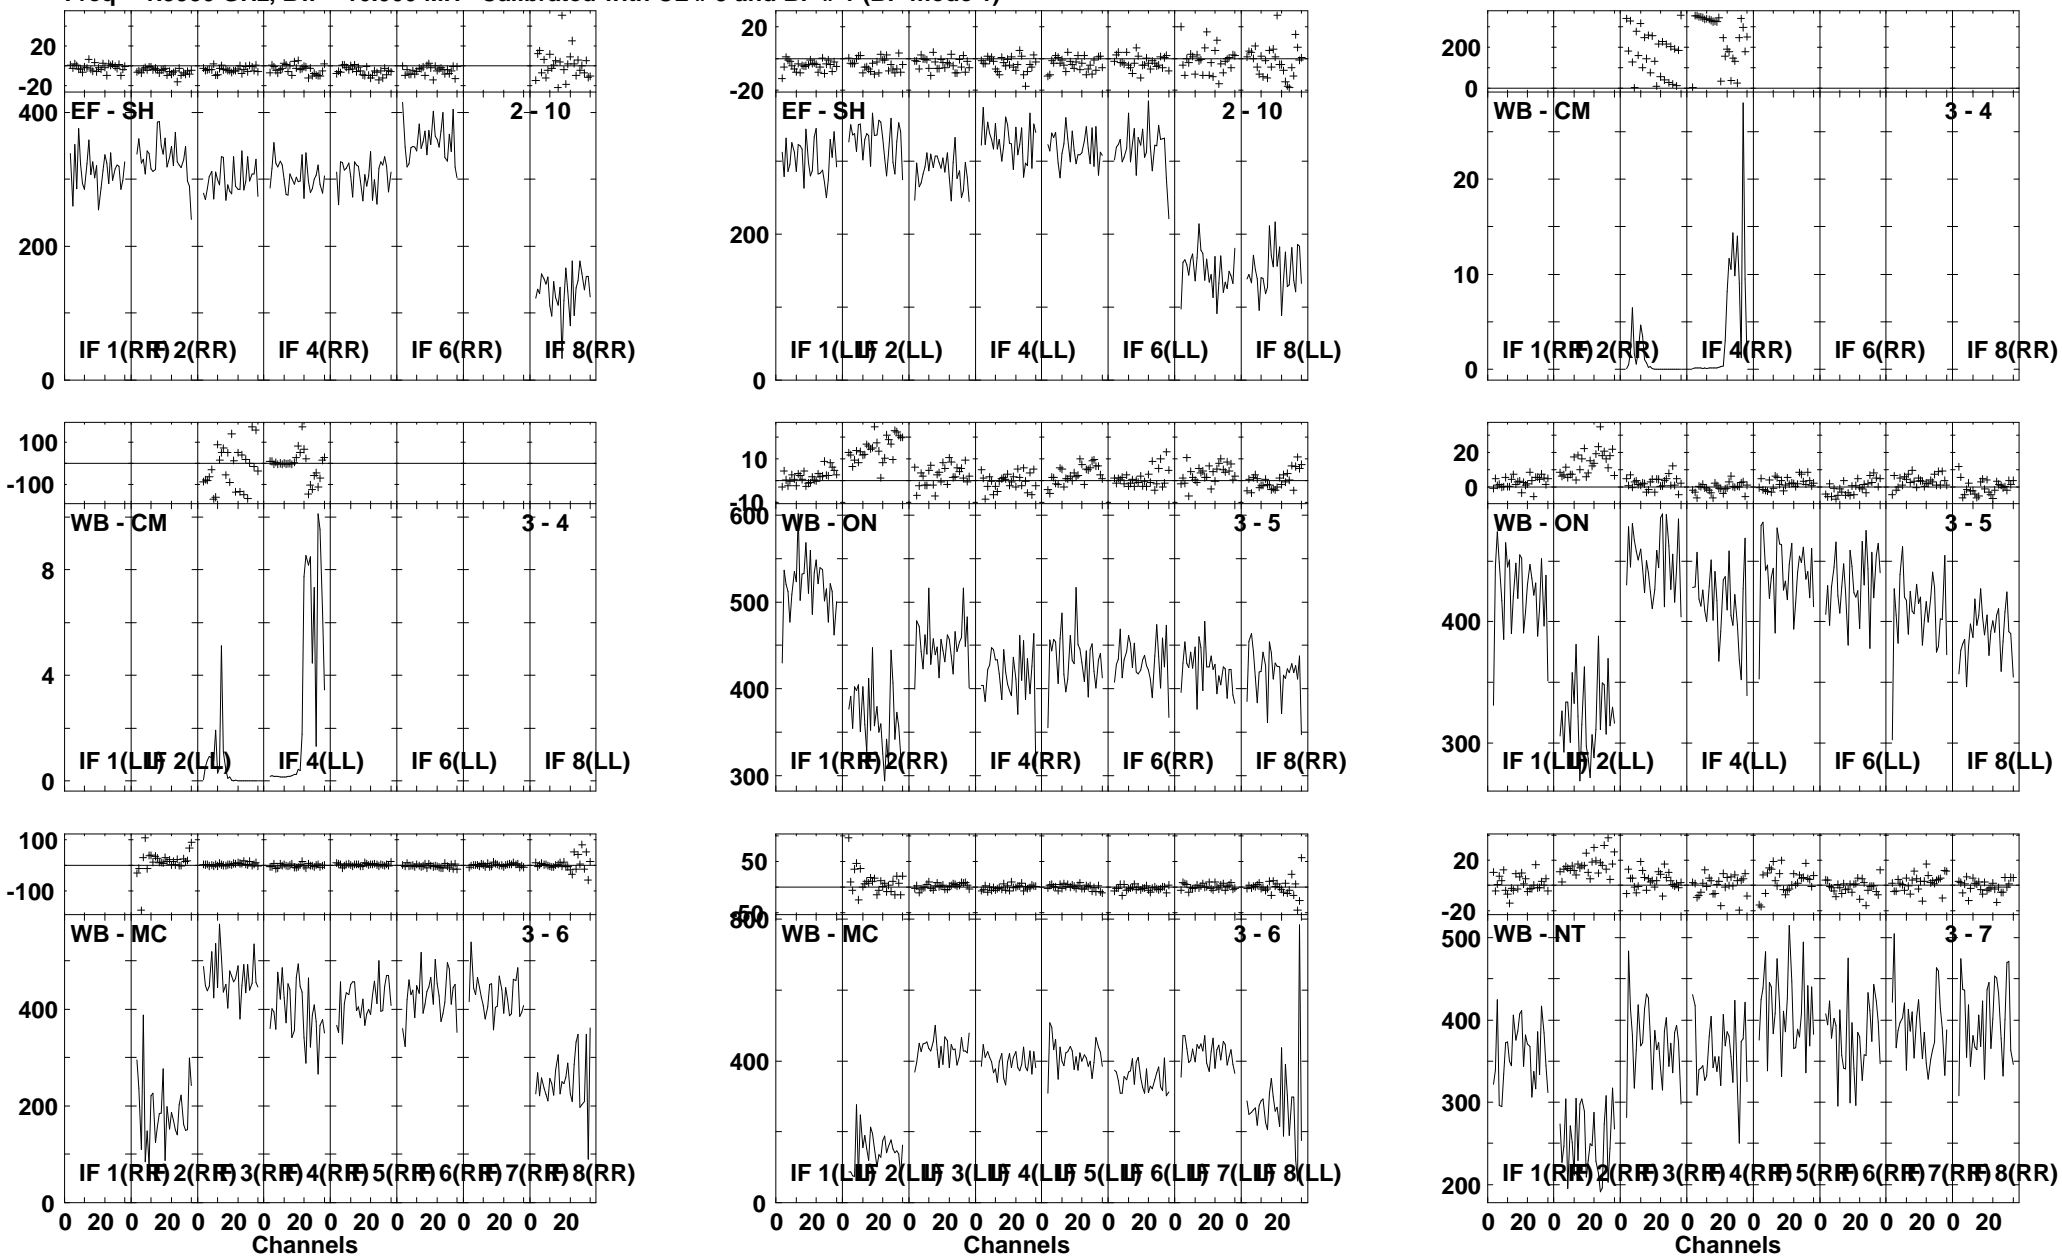 20 20 200
-20 -20 0
EF - SH 2 - 10 EF - SH 2 - 10 WB - CM 3 - 4
400
200 200 20
10
IF 1(RR) IF 2(RR) IF 4(RR) IF 6(RR) IF 8(RR) IF 1(LL) IF 2(LL) IF 4(LL) IF 6(LL) IF 8(LL) IF 1(RR) IF 2(RR) IF 4(RR) IF 6(RR) IF 8(RR)
0 0 0
100 10 20
-100 -10 0
WB - CM 3 - 4 WB - ON 3 - 5 WB - ON 3 - 5
600
8 500 400
4 400
IF 1(LL) IF 2(LL) IF 4(LL) IF 6(LL) IF 8(LL) IF 1(RR) IF 2(RR) IF 4(RR) IF 6(RR) IF 8(RR) IF 1(LL) IF 2(LL) IF 4(LL) IF 6(LL) IF 8(LL)
0 300 300
100 50 20
-100 -50 -20
WB - MC 3 - 6 WB - MC 3 - 6 WB - NT 3 - 7
800 500
400 400 400
200 300
IF 1(RR) IF 2(RR) IF 3(RR) IF 4(RR) IF 5(RR) IF 6(RR) IF 7(RR) IF 8(RR) IF 1(LL) IF 2(LL) IF 3(LL) IF 4(LL) IF 5(LL) IF 6(LL) IF 7(LL) IF 8(LL) IF 1(RR) IF 2(RR) IF 3(RR) IF 4(RR) IF 5(RR) IF 6(RR) IF 7(RR) IF 8(RR)
0 0 200
0 20 0 20 0 20 0 20 0 20 0 20 0 20 0 20 0 20 0 20 0 20 0 20 0 20 0 20 0 20 0 20 0 20 0 20 0 20 0 20 0 20 0 20 0 20 0 20
Channels Channels Channels